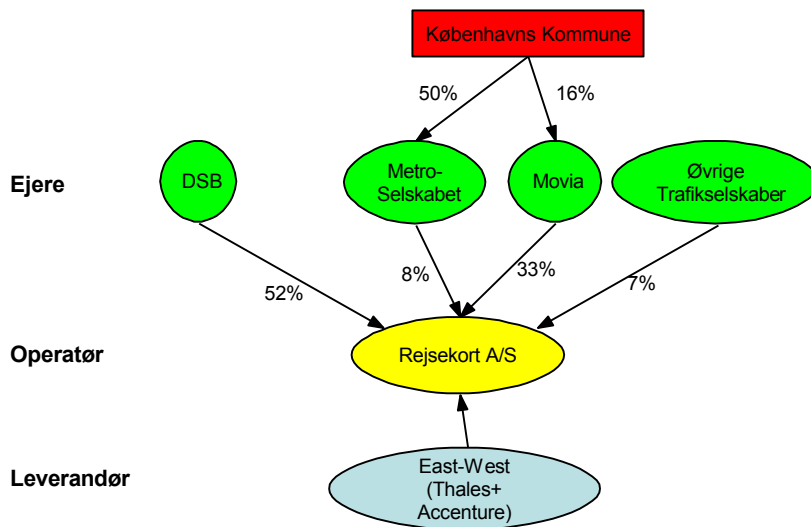 Københavns Kommune
50%
16%
Ejere
DSB
Metro-
Selskabet
Movia
Øvrige
Trafikselskaber
52%
8%
33%
7%
Operatør
Rejsekort A/S
Leverandør
East-West
(Thales+
Accenture)